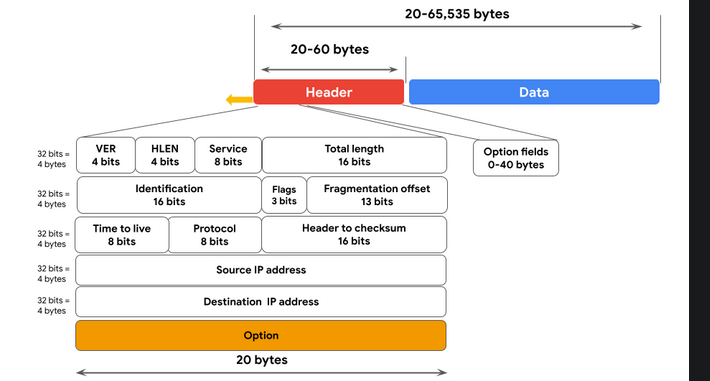 20-65,535 bytes
20-60 bytes
Header
Data
Option fields
0-40 bytes
32 bits =
4 bytes
VER
4 bits
HLEN
4 bits
Service
8 bits
Total length
16 bits
32 bits =
4 bytes
Identification
16 bits
Flags
3 bits
Fragmentation offset
13 bits
32 bits =
4 bytes
Time to live
8 bits
Protocol
8 bits
Header to checksum
16 bits
32 bits =
4 bytes
Source IP address
32 bits =
4 bytes
Destination IP address
Option
20 bytes